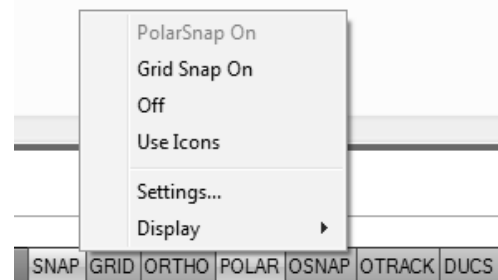 PolarSnap On
Grid Snap On
Off
Use Icons
Settings...
Display
SNAP GRID ORTHO POLAR OSNAP OTRACK DUCS